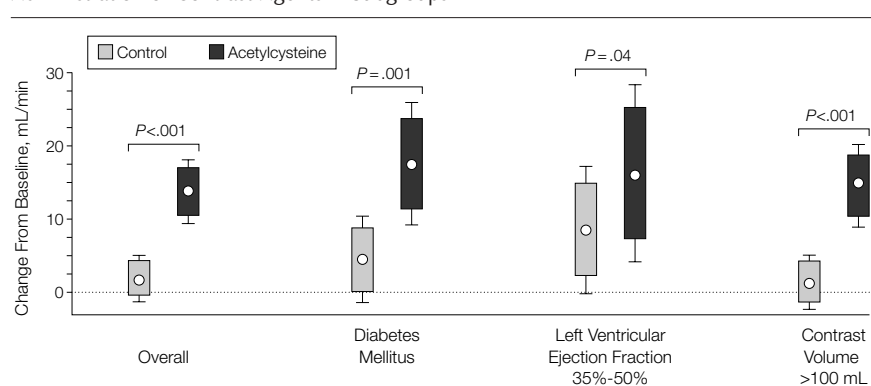 Control Acetylcysteine
P<.001
P=.001
P=.04
P<.001
Change From Baseline, mL/min
30
20
10
0
Overall
Diabetes
Mellitus
Left Ventricular
Ejection Fraction
35%-50%
Contrast
Volume
>100 mL